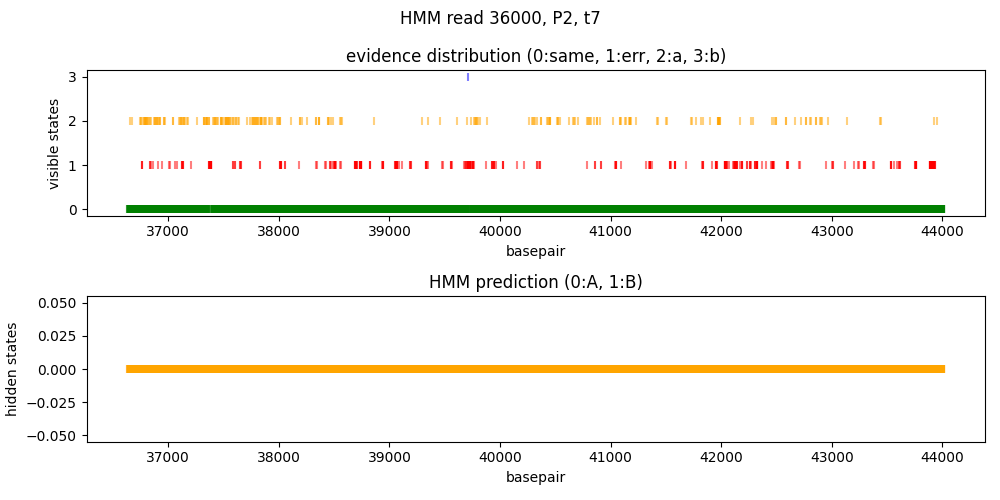 HMM read 36000, P2, t7
evidence distribution (0:same, 1:err, 2:a, 3:b)
visible states
3
2
1
0
37000 38000 39000 40000 41000 42000 43000 44000
basepair
HMM prediction (0:A, 1:B)
hidden states
0.050
0.025
0.000
−0.025
−0.050
37000 38000 39000 40000 41000 42000 43000 44000
basepair